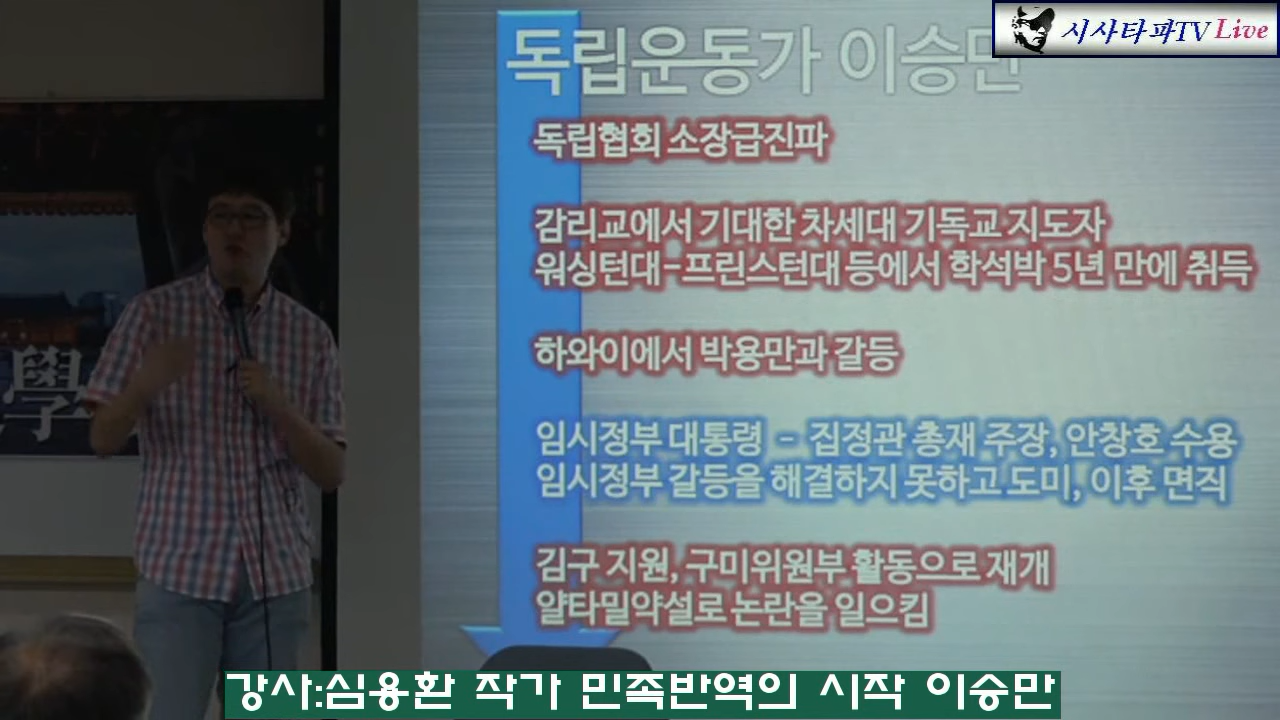 시사타파TV Live
독립운동가 이승만
독립협회 소장급진파
감리교에서 기대한 차세대 기독교 지도자
워싱턴대-프린스턴대 등에서 학석박 5년 만에 취득
하와이에서 박용만과 갈등
임시정부 대통령 - 집정관 총재 주장, 안창호 수용
임시정부 갈등을 해결하지 못하고 도미, 이후 면직
김구 지원, 구미위원부 활동으로 재개
얄타밀약설로 논란을 일으킴
學
강사:심용환 작가 민족반역의 시작 이승만